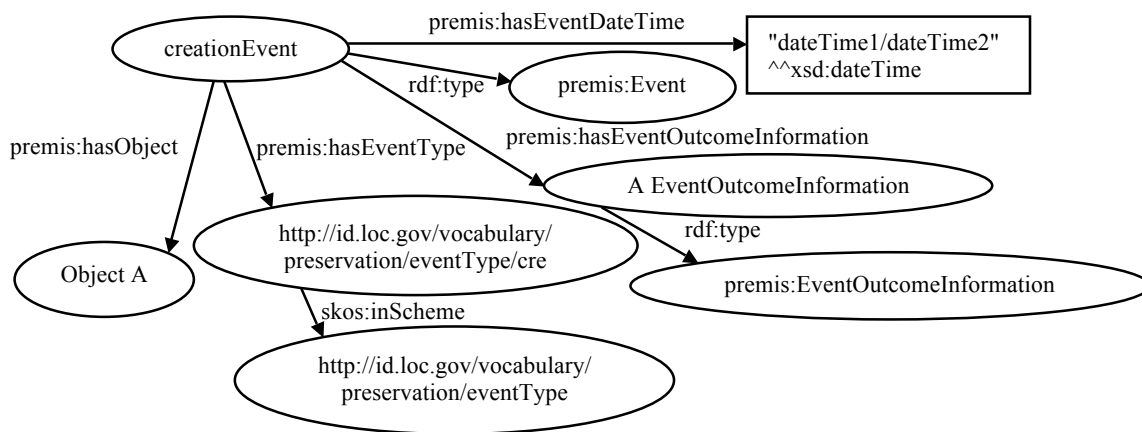 premis:hasEventDateTime
creationEvent
"dateTime1/dateTime2"
^^xsd:dateTime
rdf:type
premis:Event
premis:hasObject
premis:hasEventType
premis:hasEventOutcomeInformation
A EventOutcomeInformation
rdf:type
http://id.loc.gov/vocabulary/
preservation/eventType/cre
Object A
premis:EventOutcomeInformation
skos:inScheme
http://id.loc.gov/vocabulary/
preservation/eventType